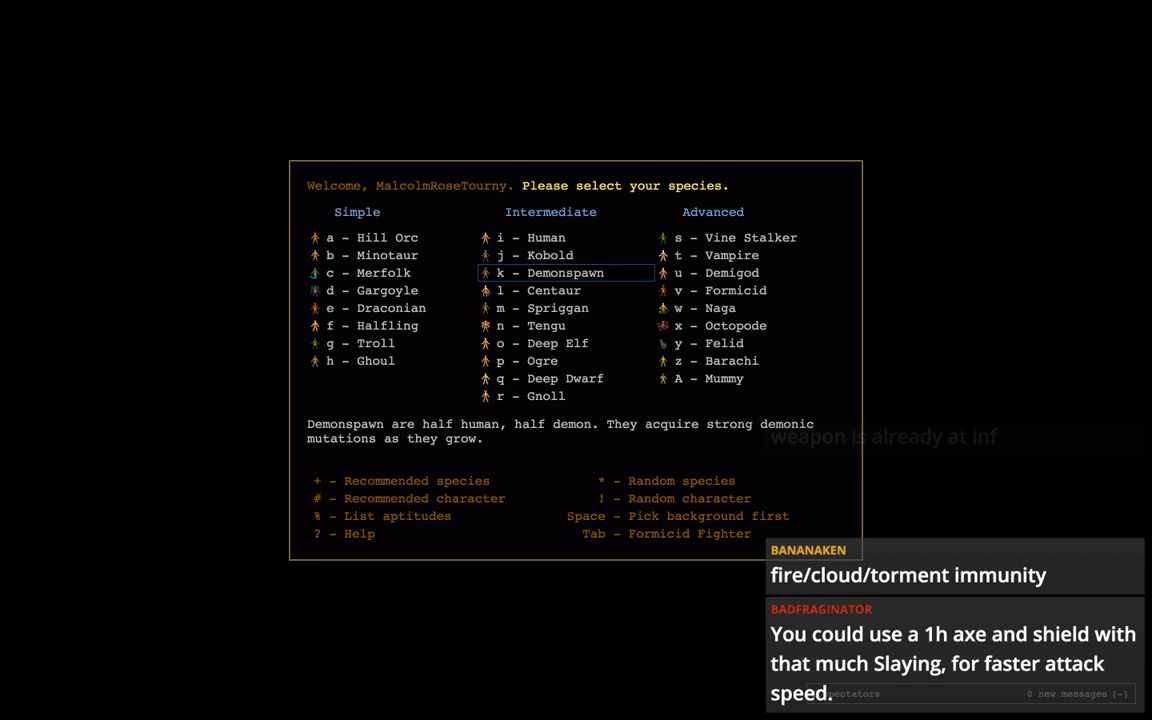 Welcome, MalcolmRoseTourny. Please select your species.
Simple Intermediate Advanced
a - Hill Orc i - Human s - Vine Stalker
b - Minotaur j - Kobold t - Vampire
c - Merfolk k - Demonspawn u - Demigod
d - Gargoyle l - Centaur v - Formicid
e - Draconian m - Spriggan w - Naga
f - Halfling n - Tengu x - Octopode
g - Troll o - Deep Elf y - Felid
h - Ghoul p - Ogre z - Barachi
q - Deep Dwarf A - Mummy
r - Gnoll
Demonspawn are half human, half demon. They acquire strong demonic
mutations as they grow.
weapon is already at inf
+ - Recommended species * - Random species
# - Recommended character ! - Random character
% - List aptitudes Space - Pick background first
? - Help Tab - Formicid Fighter
BANANAKEN
fire/cloud/torment immunity
BADFRAGINATOR
You could use a 1h axe and shield with
that much Slaying, for faster attack
speed.
0 new messages (-)